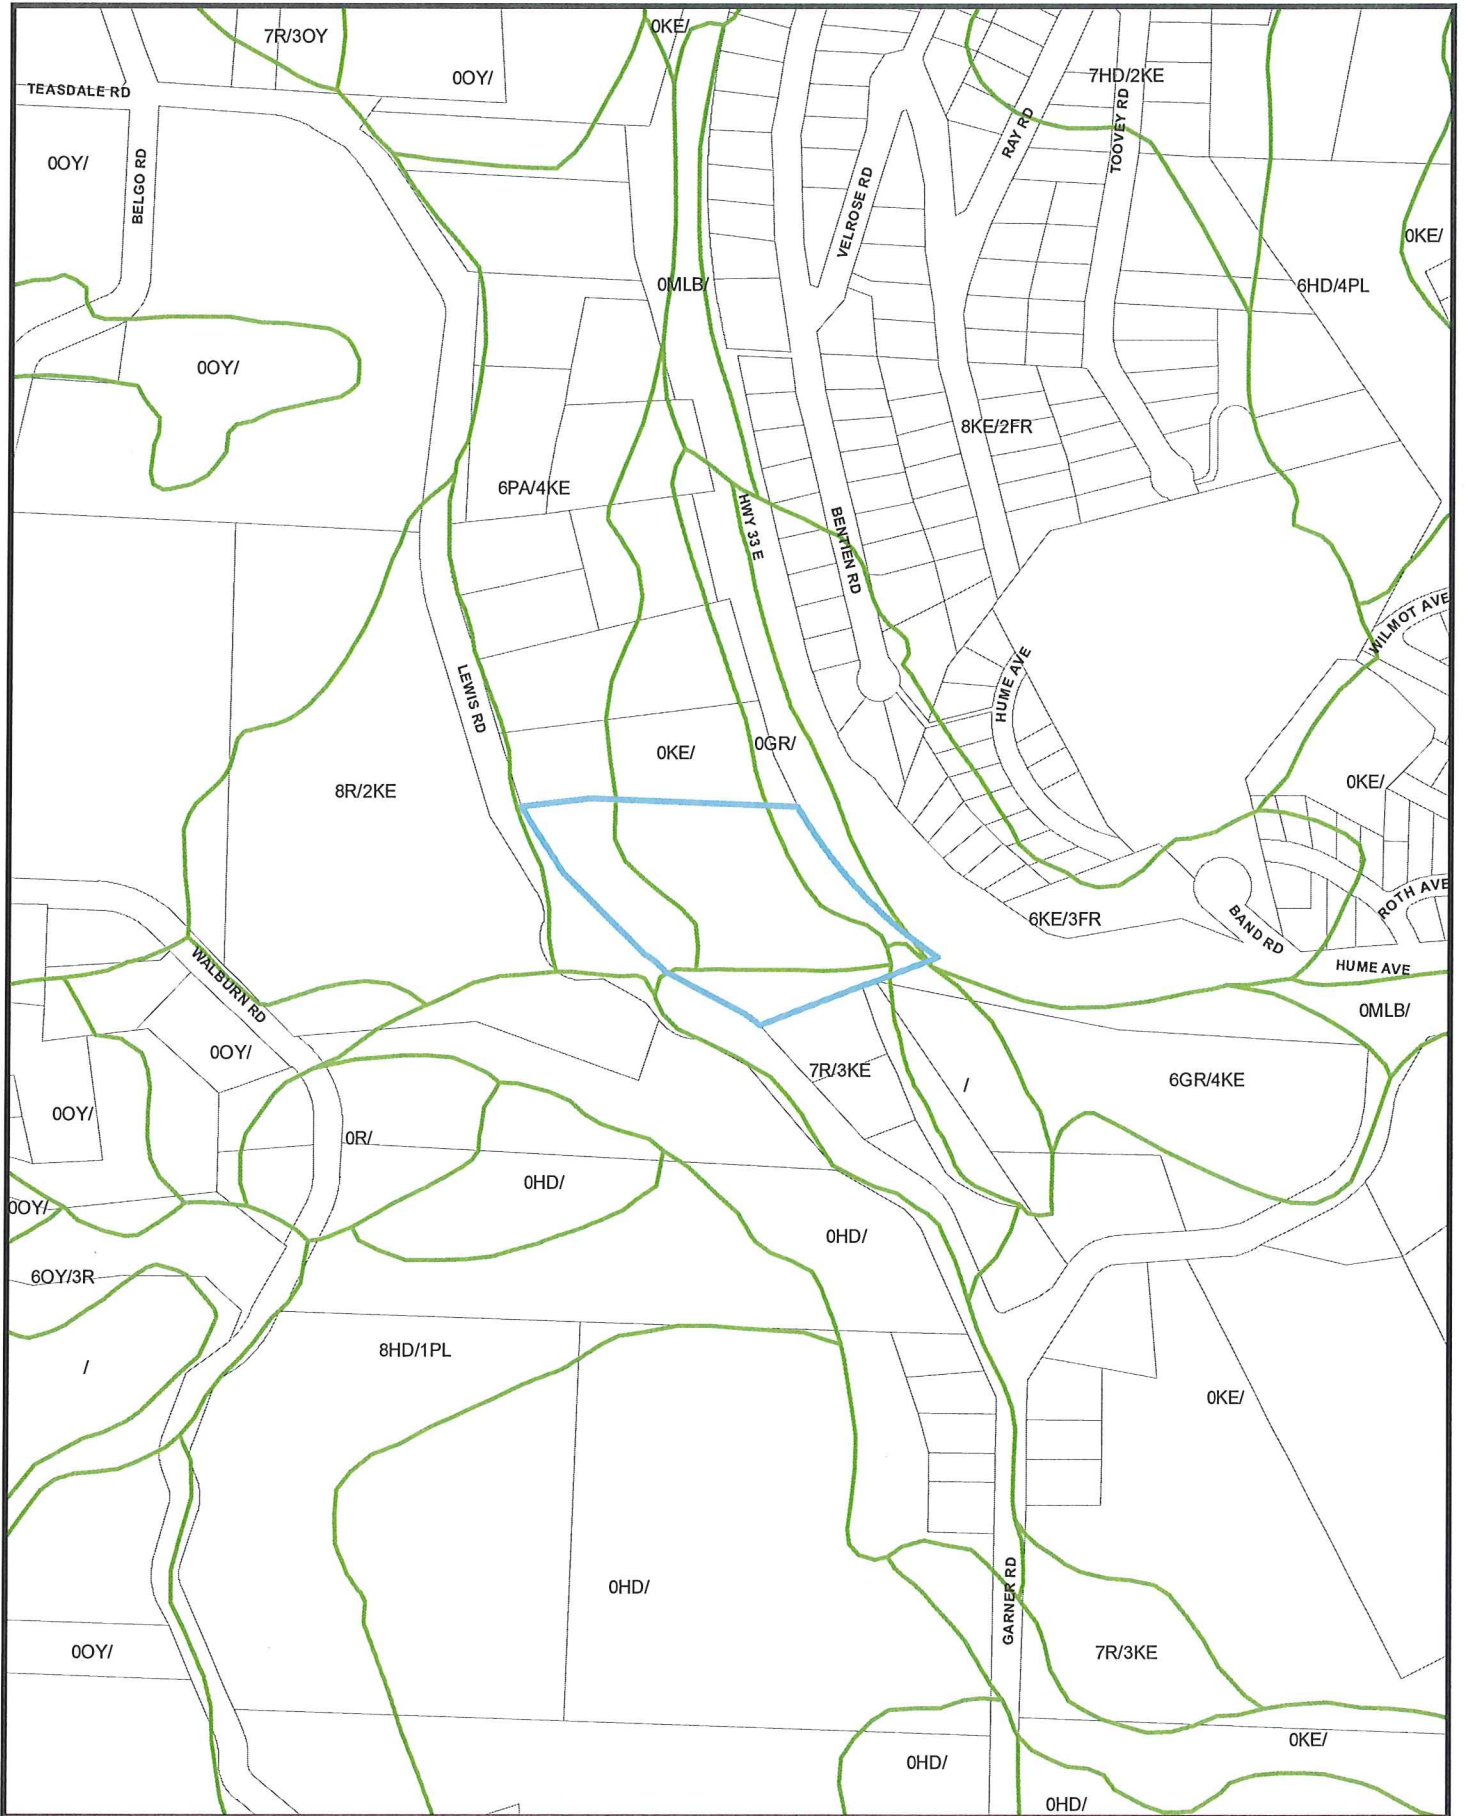 7R/3OY
0KE/
0OY/
7HD/2KE
TEASDALE RD
0OY/
BELGO RD
RAY RD
TOOVEY RD
VELROSE RD
0KE/
0MLB/
6HD/4PL
0OY/
8KE/2FR
6PA/4KE
HWY 33 E
BENTIEN RD
WILMOT AVE
LEWIS RD
HUME AVE
0KE/
0GR/
8R/2KE
0KE/
ROTH AVE
6KE/3FR
BAND RD
HUME AVE
WALBURN RD
0MLB/
0OY/
7R/3KE
/
6GR/4KE
0OY/
0R/
0HD/
0OY/
0HD/
6OY/3R
8HD/1PL
/
0KE/
0HD/
GARNER RD
0OY/
7R/3KE
0KE/
0HD/
0HD/